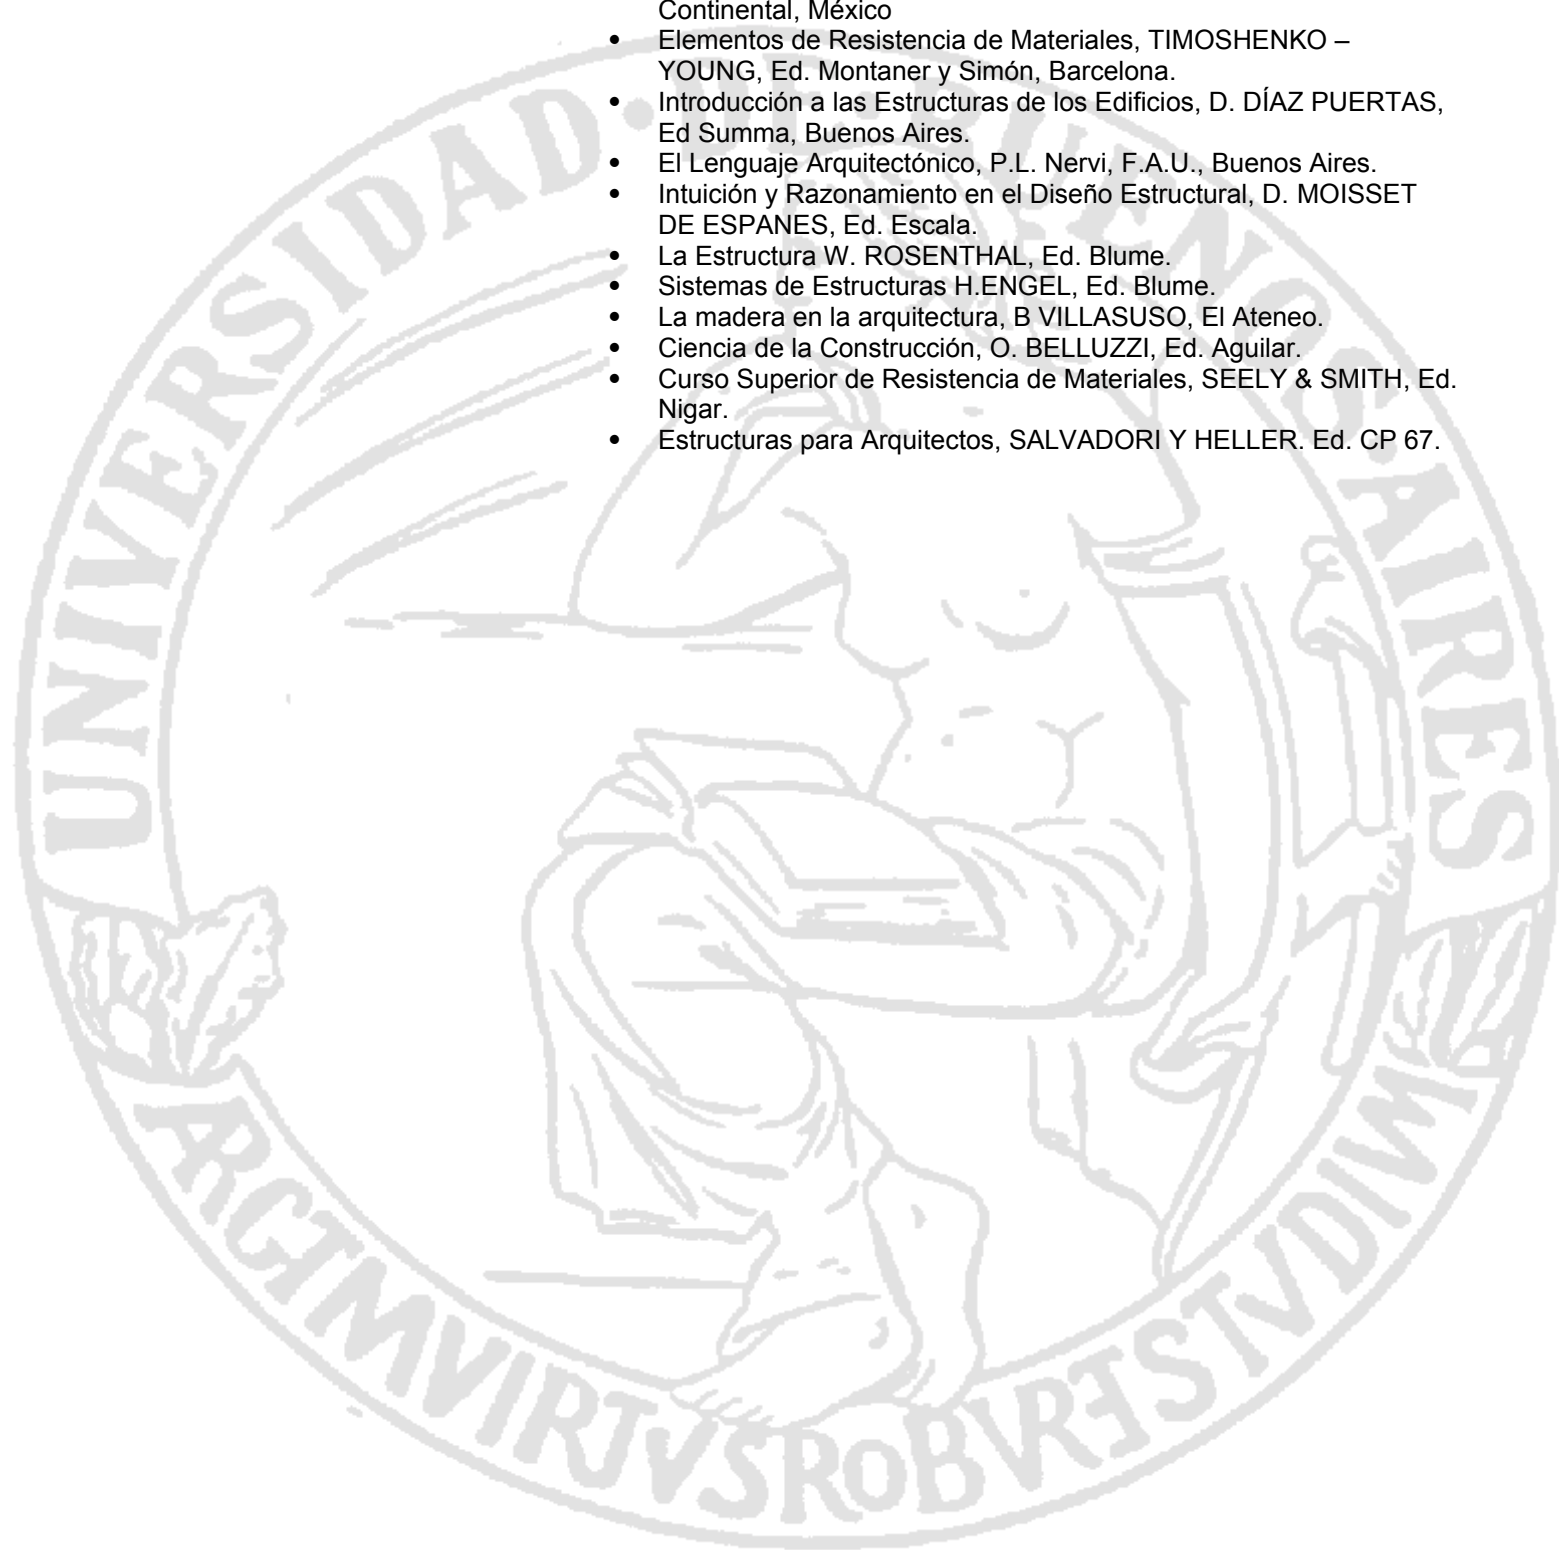 Continental, México
• Elementos de Resistencia de Materiales, TIMOSHENKO –
YOUNG, Ed. Montaner y Simón, Barcelona.
• Introducción a las Estructuras de los Edificios, D. DÍAZ PUERTAS,
Ed Summa, Buenos Aires.
• El Lenguaje Arquitectónico, P.L. Nervi, F.A.U., Buenos Aires.
• Intuición y Razonamiento en el Diseño Estructural, D. MOISSET
DE ESPANES, Ed. Escala.
• La Estructura W. ROSENTHAL, Ed. Blume.
• Sistemas de Estructuras H.ENGEL, Ed. Blume.
• La madera en la arquitectura, B VILLASUSO, El Ateneo.
• Ciencia de la Construcción, O. BELLUZZI, Ed. Aguilar.
• Curso Superior de Resistencia de Materiales, SEELY & SMITH, Ed.
Nigar.
• Estructuras para Arquitectos, SALVADORI Y HELLER. Ed. CP 67.
UNIVERSIDAD • DE • BUENOS • AIRES
ARGTMVIRTVSROBVRESTVDIVM